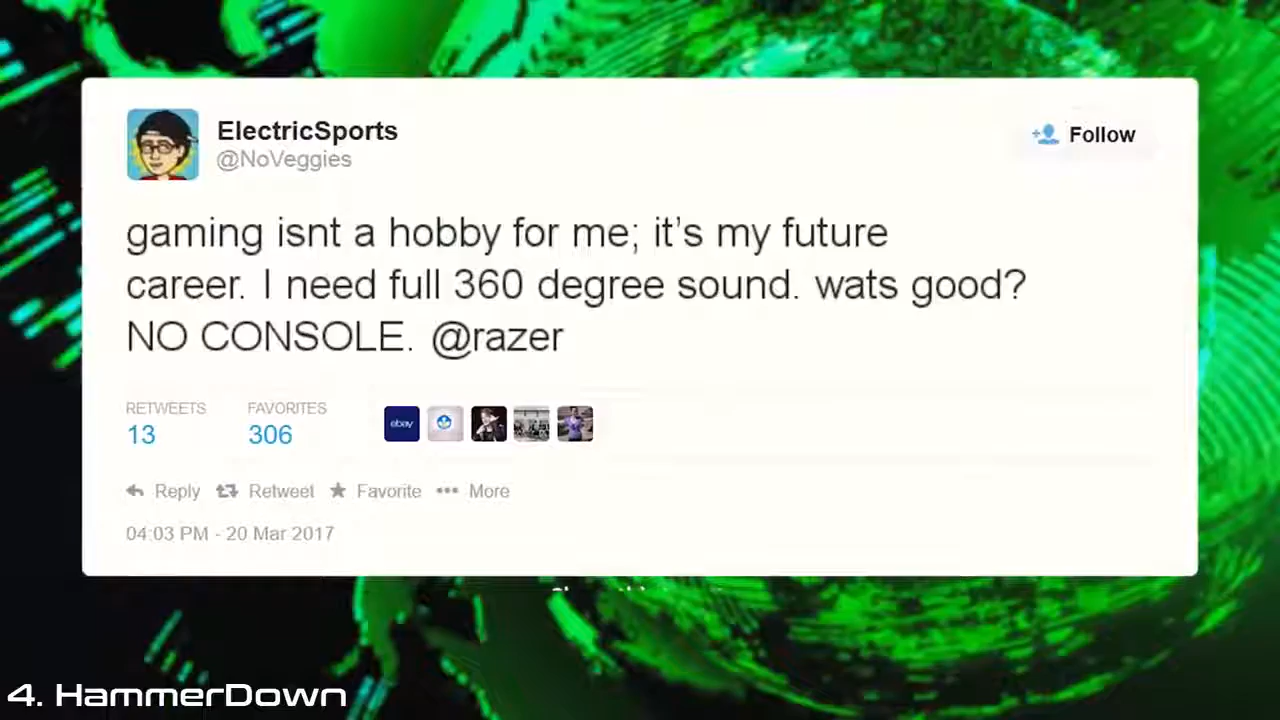 ElectricSports
@NoVeggies
Follow
gaming isnt a hobby for me; it’s my future
career. I need full 360 degree sound. wats good?
NO CONSOLE. @razer
RETWEETS
FAVORITES
13
306
ebay
Reply
Retweet
Favorite
More
04:03 PM - 20 Mar 2017
4. HammerDown